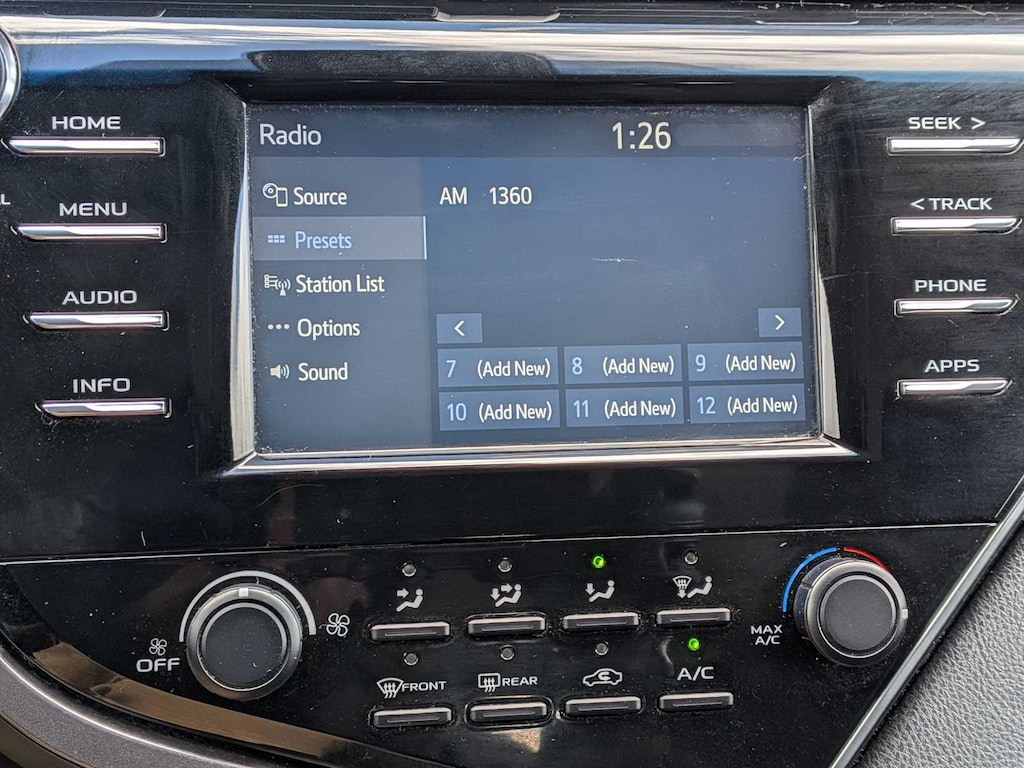 HOME
MENU
AUDIO
INFO
Radio 1:26
Source
Presets
Station List
Options
Sound
AM 1360
<
>
7 (Add New) 8 (Add New) 9 (Add New)
10 (Add New) 11 (Add New) 12 (Add New)
SEEK >
< TRACK
PHONE
APPS
OFF
FRONT
REAR
A/C
MAX
A/C